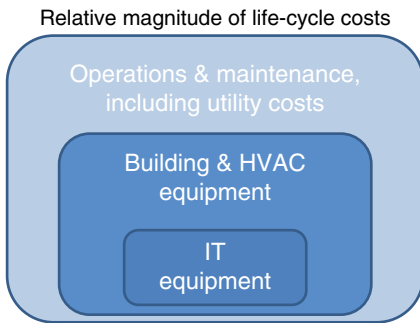 Relative magnitude of life-cycle costs
Operations & maintenance,
including utility costs
Building & HVAC
equipment
IT
equipment